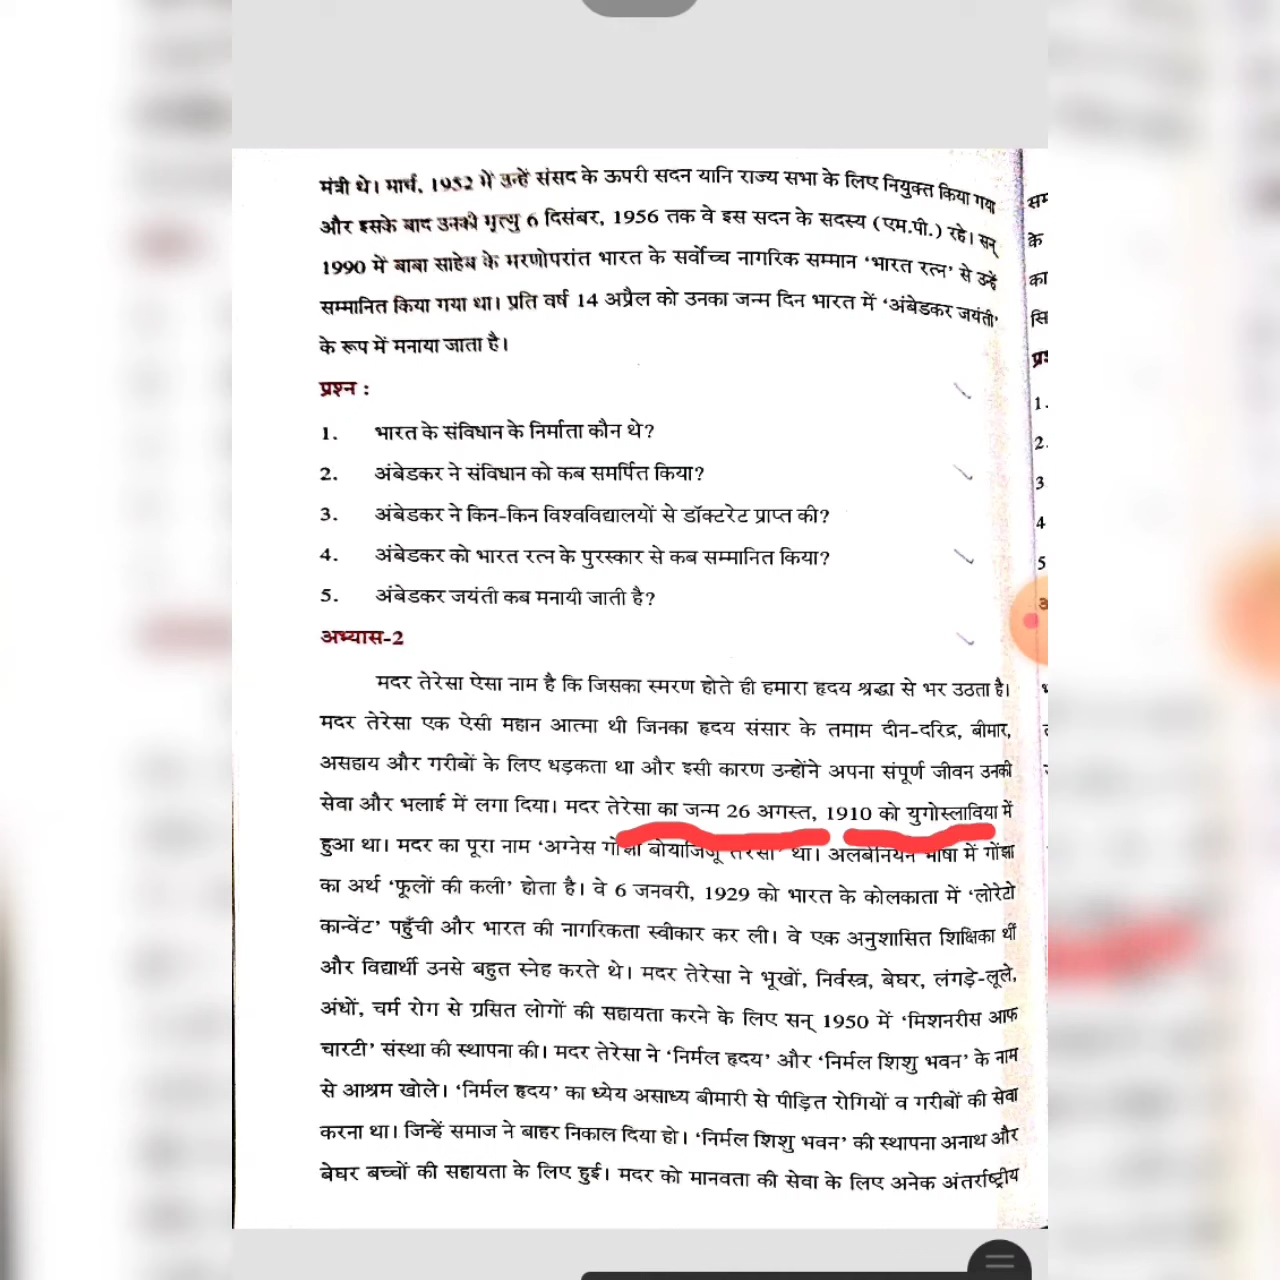 मंत्री थे। मार्च, 1952 में उन्हें संसद के ऊपरी सदन यानि राज्य सभा के लिए नियुक्त किया गया
और इसके बाद उनकी मृत्यु 6 दिसंबर, 1956 तक वे इस सदन के सदस्य (एम.पी.) रहे। सन्
1990 में बाबा साहेब के मरणोपरांत भारत के सर्वोच्च नागरिक सम्मान ‘भारत रत्न’ से उन्हें
सम्मानित किया गया था। प्रति वर्ष 14 अप्रैल को उनका जन्म दिन भारत में ‘अंबेडकर जयंती’
के रूप में मनाया जाता है।
प्रश्न :
1. भारत के संविधान के निर्माता कौन थे?
2. अंबेडकर ने संविधान को कब समर्पित किया?
3. अंबेडकर ने किन-किन विश्वविद्यालयों से डॉक्टरेट प्राप्त की?
4. अंबेडकर को भारत रत्न के पुरस्कार से कब सम्मानित किया?
5. अंबेडकर जयंती कब मनायी जाती है?
अभ्यास-2
मदर तेरेसा ऐसा नाम है कि जिसका स्मरण होते ही हमारा हृदय श्रद्धा से भर उठता है।
मदर तेरेसा एक ऐसी महान आत्मा थी जिनका हृदय संसार के तमाम दीन-दरिद्र, बीमार,
असहाय और गरीबों के लिए धड़कता था और इसी कारण उन्होंने अपना संपूर्ण जीवन उनकी
सेवा और भलाई में लगा दिया। मदर तेरेसा का जन्म 26 अगस्त, 1910 को युगोस्लाविया में
हुआ था। मदर का पूरा नाम ‘अग्नेस गोंझा बोयाजिजू तेरेसा’ था। अलबेनियन भाषा में गोंझा
का अर्थ ‘फूलों की कली’ होता है। वे 6 जनवरी, 1929 को भारत के कोलकाता में ‘लोरेटो
कान्वेंट’ पहुँची और भारत की नागरिकता स्वीकार कर ली। वे एक अनुशासित शिक्षिका थीं
और विद्यार्थी उनसे बहुत स्नेह करते थे। मदर तेरेसा ने भूखों, निर्वस्त्र, बेघर, लंगड़े-लूले,
अंधों, चर्म रोग से ग्रसित लोगों की सहायता करने के लिए सन् 1950 में ‘मिशनरीस आफ
चारटी’ संस्था की स्थापना की। मदर तेरेसा ने ‘निर्मल हृदय’ और ‘निर्मल शिशु भवन’ के नाम
से आश्रम खोले। ‘निर्मल हृदय’ का ध्येय असाध्य बीमारी से पीड़ित रोगियों व गरीबों की सेवा
करना था। जिन्हें समाज ने बाहर निकाल दिया हो। ‘निर्मल शिशु भवन’ की स्थापना अनाथ और
बेघर बच्चों की सहायता के लिए हुई। मदर को मानवता की सेवा के लिए अनेक अंतर्राष्ट्रीय
सम
के
का
सि
1.
2.
3
4
5